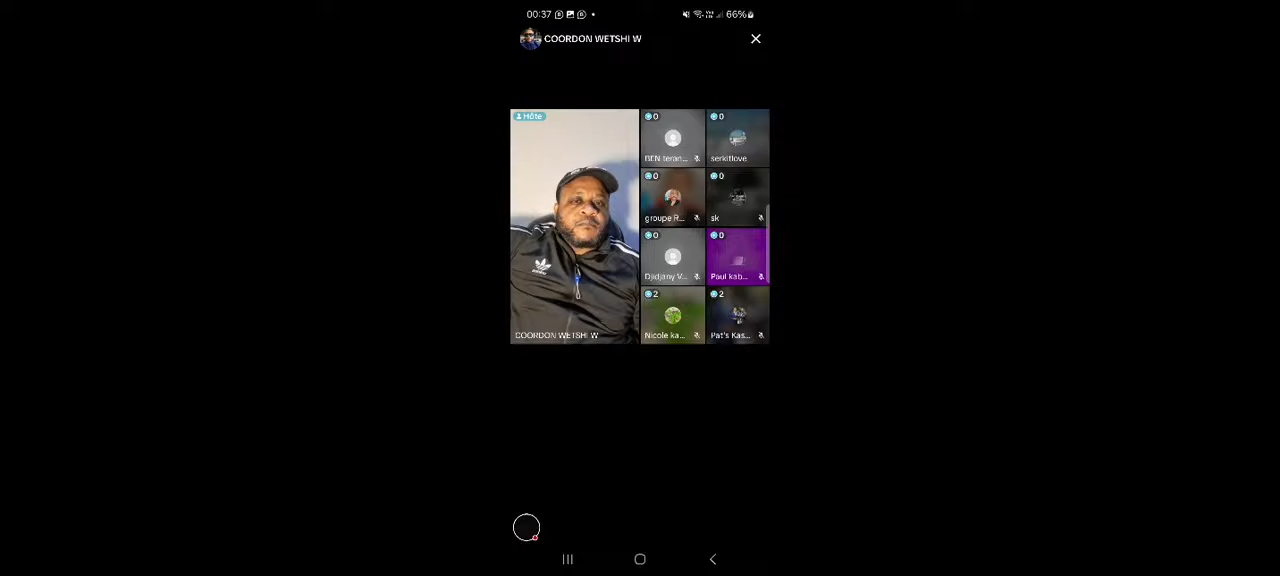 00:37
66%
COORDON WETSHI W
Hôte
0
0
BEN teran...
serkitlove
0
0
groupe R...
sk
0
0
Djdjany V...
Paul kab...
2
2
Nicole ka...
Pat's Kas...
COORDON WETSHI W